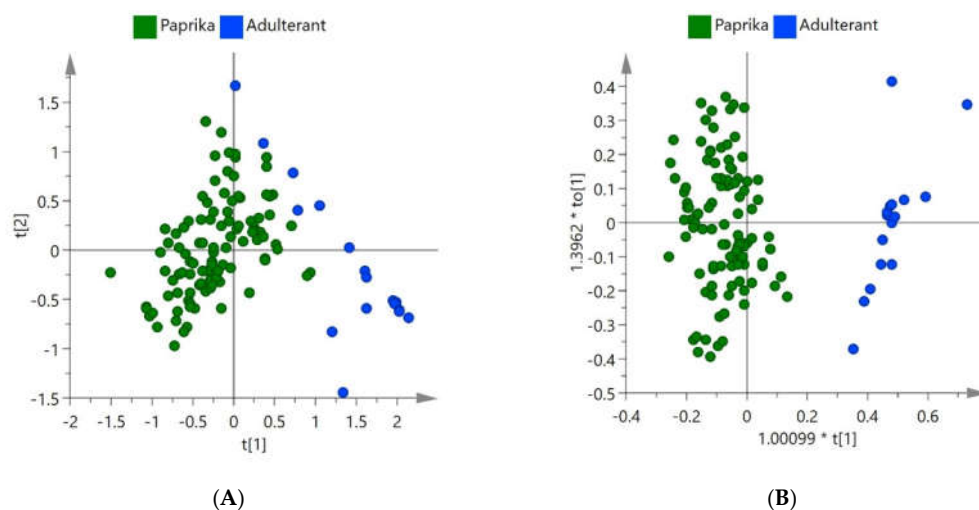 Paprika Adulterant
1.5
1
0.5
0
-0.5
-1
-1.5
t[2]
-2 -1.5 -1 -0.5 0 0.5 1 1.5 2
t[1]
(A)
Paprika Adulterant
0.4
0.3
0.2
0.1
0
-0.1
-0.2
-0.3
-0.4
-0.5
1.3962 * to[1]
-0.4 -0.2 0 0.2 0.4 0.6
1.00099 * t[1]
(B)